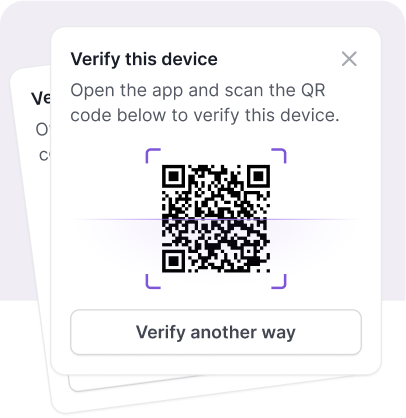 Verify this device
Open the app and scan the QR
code below to verify this device.
Verify another way
Ve